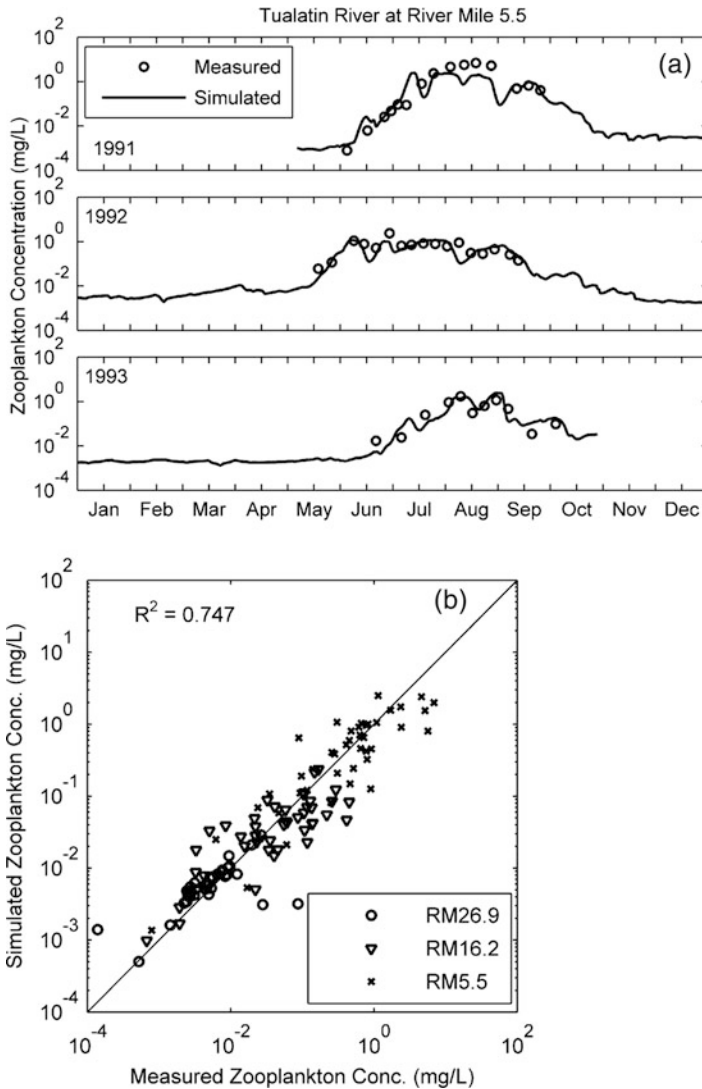 Tualatin River at River Mile 5.5
Zooplankton Concentration (mg/L)
10^2
10^0
10^-2
10^-4
Measured
Simulated
(a)
1991
10^2
10^0
10^-2
10^-4
1992
10^2
10^0
10^-2
10^-4
1993
Jan Feb Mar Apr May Jun Jul Aug Sep Oct Nov Dec
Simulated Zooplankton Conc. (mg/L)
10^2
10^1
10^0
10^-1
10^-2
10^-3
10^-4
R^2 = 0.747
(b)
RM26.9
RM16.2
RM5.5
10^-4 10^-2 10^0 10^2
Measured Zooplankton Conc. (mg/L)